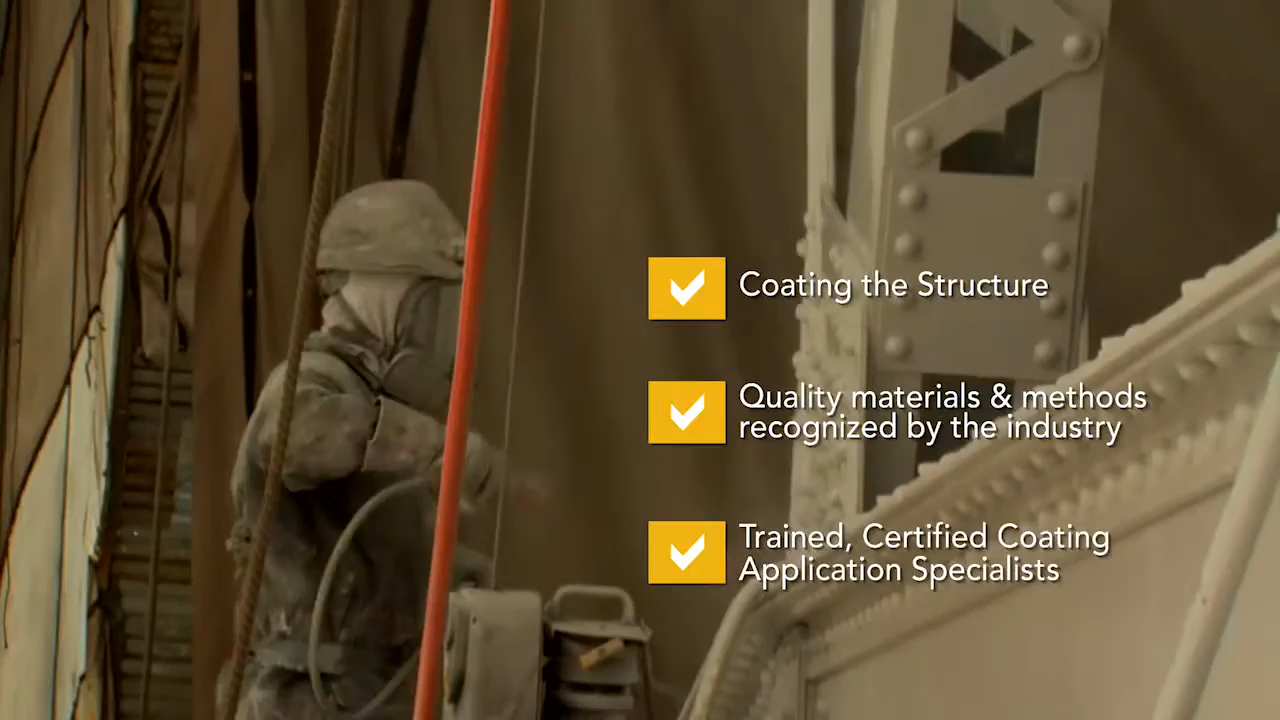 Coating the Structure
Quality materials & methods
recognized by the industry
Trained, Certified Coating
Application Specialists